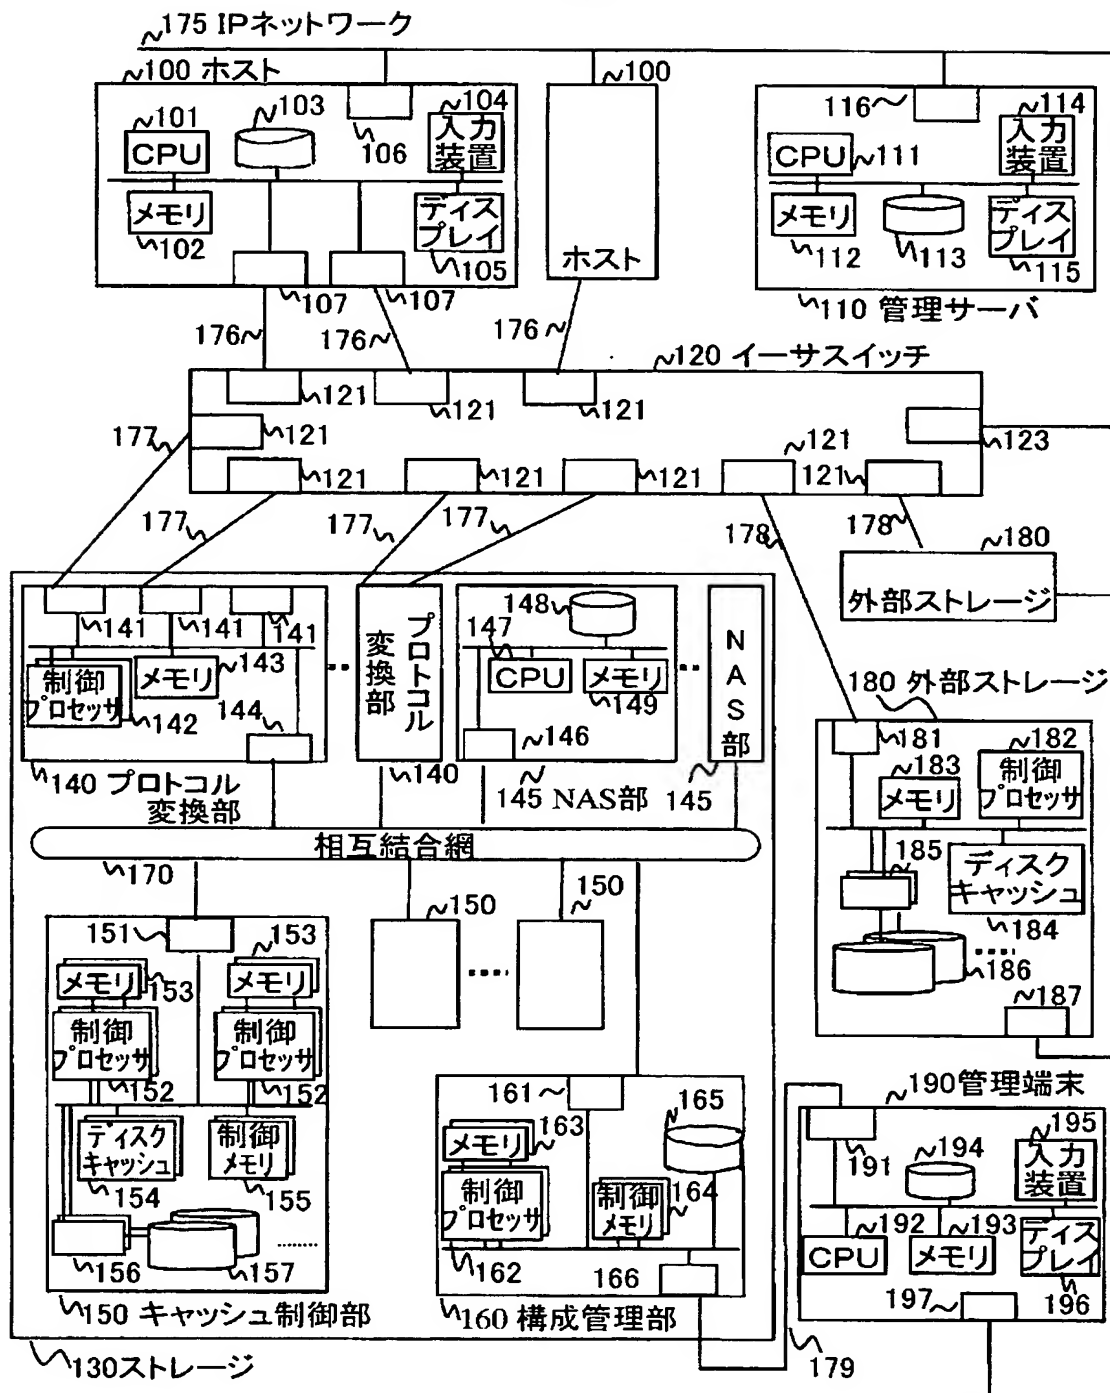 175 IPネットワーク
100 ホスト
100
101
CPU
103
106
104
入力
装置
メモリ
102
ディス
プレイ
105
107
107
ホスト
116
114
入力
装置
CPU
111
メモリ
112
113
ディス
プレイ
115
110 管理サーバ
176
176
176
120 イーサスイッチ
121
121
121
121
123
121
121
121
121
121
177
177
177
177
178
178
180
外部ストレージ
141
141
141
制御
プロセッサ
142
メモリ
143
144
140 プロトコル
変換部
プロトコル
変換部
140
148
147
CPU
メモリ
149
146
145 NAS部
NAS部
145
180 外部ストレージ
181
182
制御
プロセッサ
183
メモリ
185
ディスク
キャッシュ
184
186
187
相互結合網
170
150
150
151
153
メモリ
153
メモリ
制御
プロセッサ
152
制御
プロセッサ
152
ディスク
キャッシュ
154
制御
メモリ
155
156
157
150 キャッシュ制御部
161
165
メモリ
163
制御
プロセッサ
162
制御
メモリ
164
166
160 構成管理部
190管理端末
191
194
195
入力
装置
192
CPU
193
メモリ
ディス
プレイ
196
197
179
130ストレージ